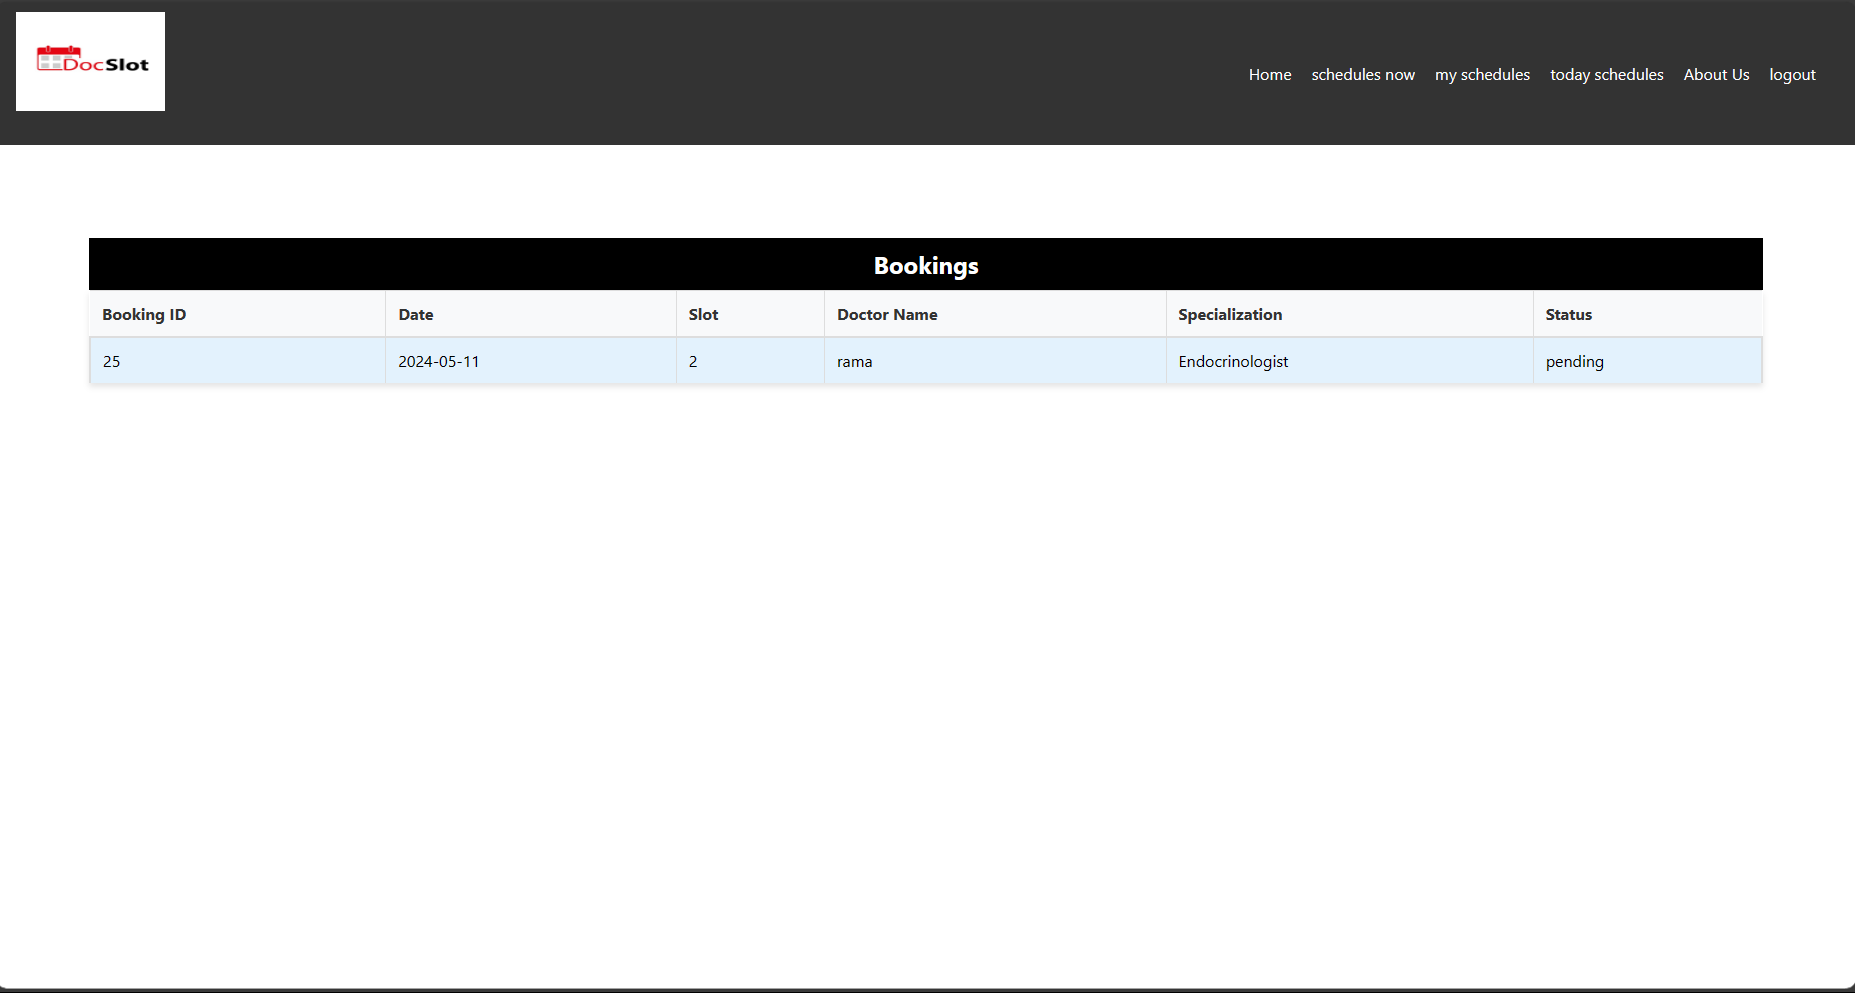 DocSlot
Home schedules now my schedules today schedules About Us logout
Bookings
Booking ID Date Slot Doctor Name Specialization Status
25 2024-05-11 2 rama Endocrinologist pending